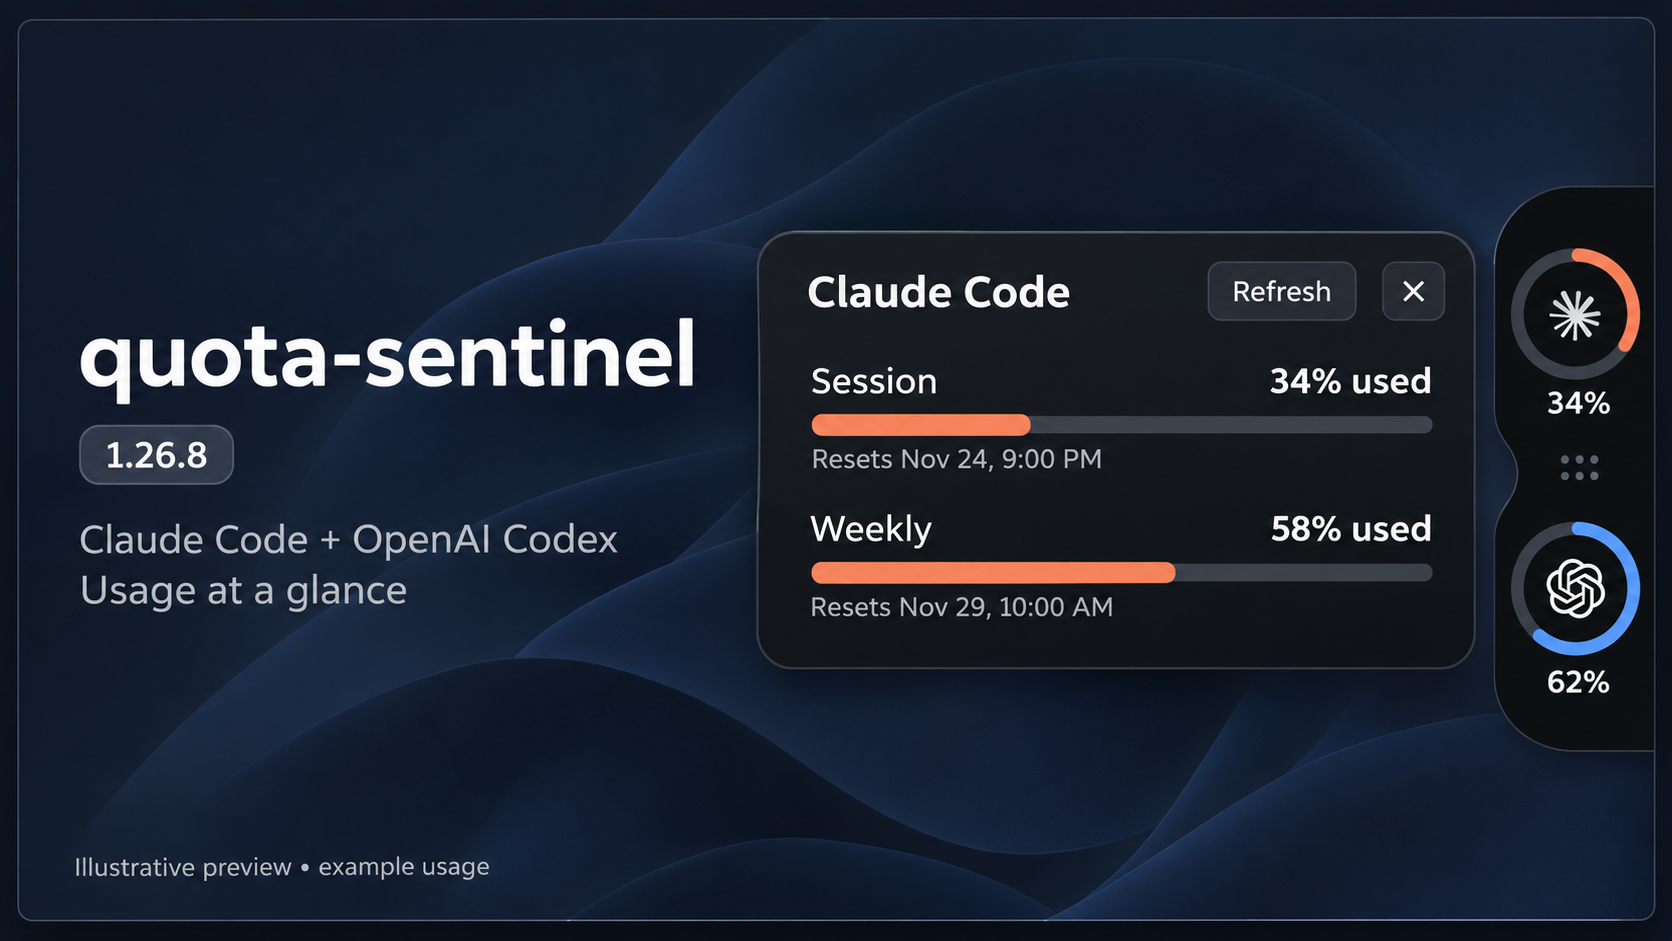 quota-sentinel
1.26.8
Claude Code + OpenAI Codex
Usage at a glance
Illustrative preview • example usage
Claude Code
Refresh
×
Session
34% used
Resets Nov 24, 9:00 PM
Weekly
58% used
Resets Nov 29, 10:00 AM
34%
62%